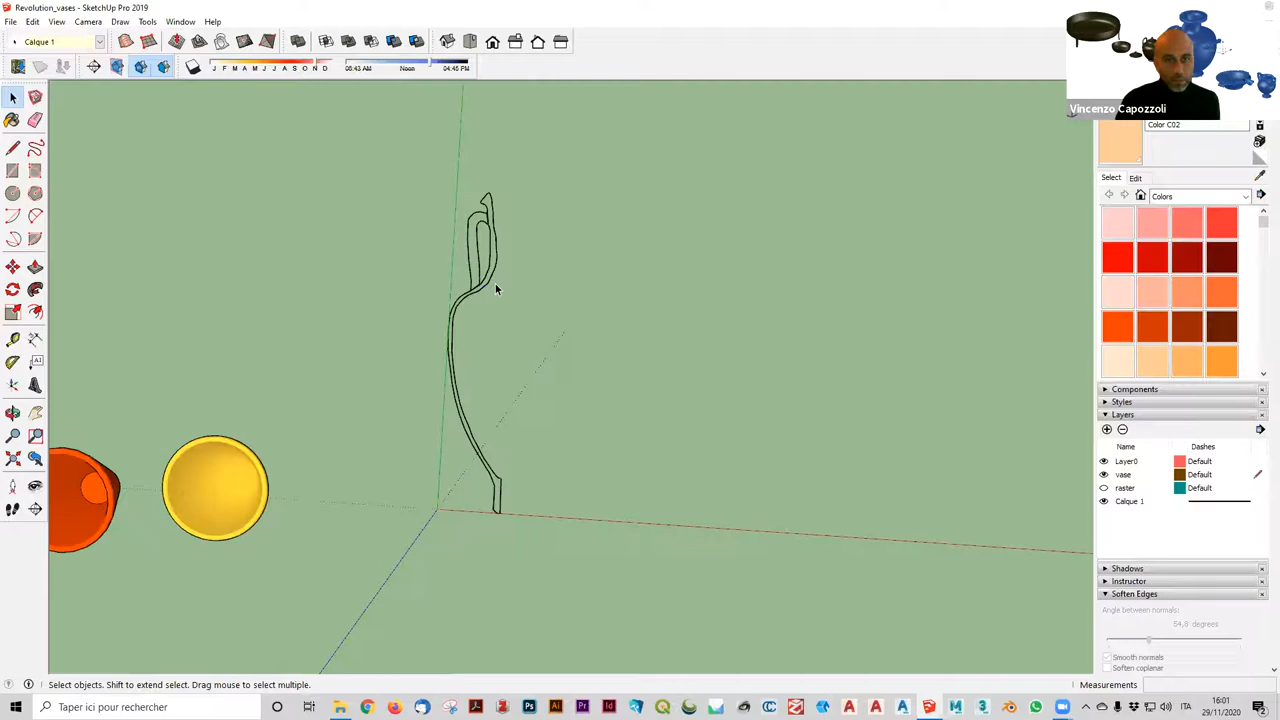 Revolution_vases - SketchUp Pro 2019
File Edit View Camera Draw Tools Window Help
Calque 1
J F M A M J J A S O N D 06:43 AM Noon 04:45 PM
Vincenzo Capozzoli
Color C02
Select Edit
Colors
Components
Styles
Layers
Name Dashes
Layer0 Default
vase Default
raster Default
Calque 1
Shadows
Instructor
Soften Edges
Angle between normals:
54,8 degrees
Smooth normals
Soften coplanar
Select objects. Shift to extend select. Drag mouse to select multiple.
Measurements
Taper ici pour rechercher
ITA
16:01
29/11/2020